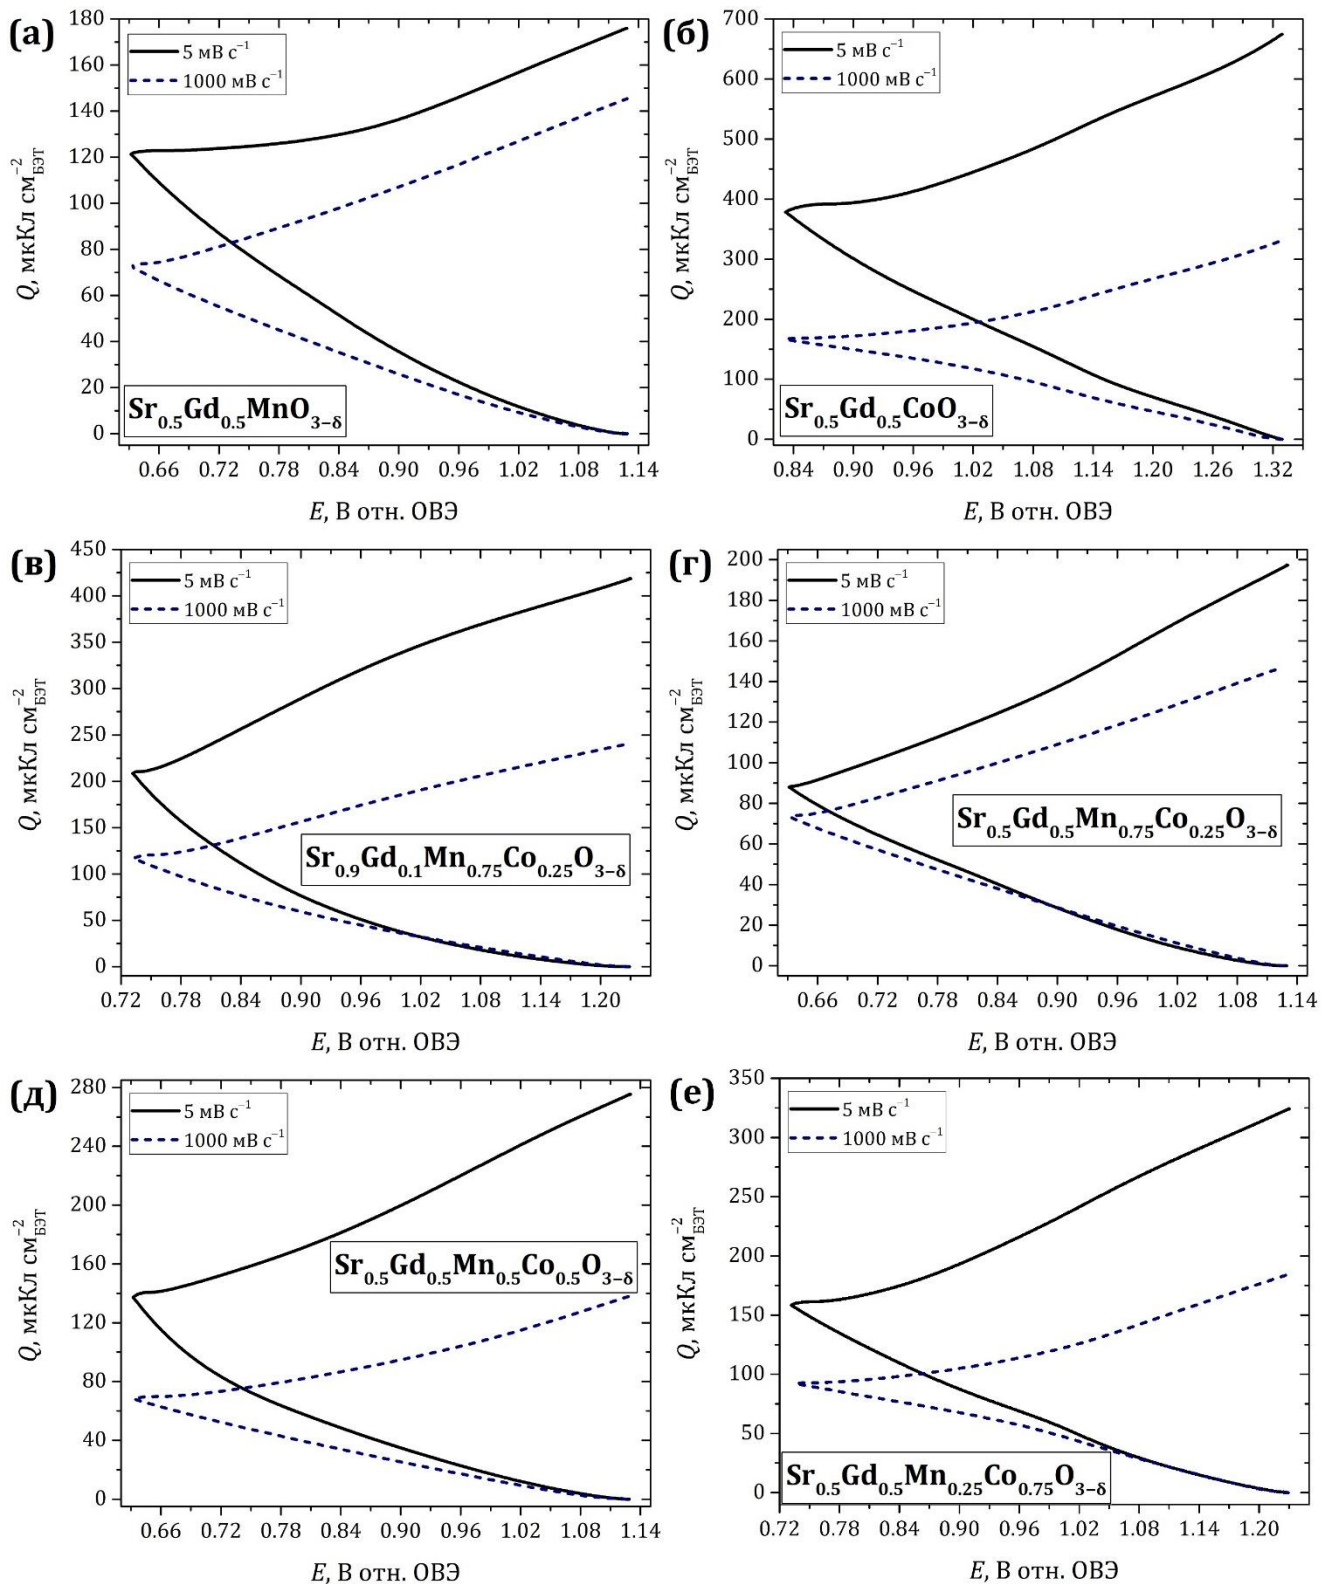 (а)
180
160
140
120
100
80
60
40
20
0
5 мВ с⁻¹
1000 мВ с⁻¹
Q, мкКл см⁻²БЭТ
Sr0.5Gd0.5MnO3−δ
0.66 0.72 0.78 0.84 0.90 0.96 1.02 1.08 1.14
E, В отн. ОВЭ
(б)
700
600
500
400
300
200
100
0
5 мВ с⁻¹
1000 мВ с⁻¹
Q, мкКл см⁻²БЭТ
Sr0.5Gd0.5CoO3−δ
0.84 0.90 0.96 1.02 1.08 1.14 1.20 1.26 1.32
E, В отн. ОВЭ
(в)
450
400
350
300
250
200
150
100
50
0
5 мВ с⁻¹
1000 мВ с⁻¹
Q, мкКл см⁻²БЭТ
Sr0.9Gd0.1Mn0.75Co0.25O3−δ
0.72 0.78 0.84 0.90 0.96 1.02 1.08 1.14 1.20
E, В отн. ОВЭ
(г)
200
180
160
140
120
100
80
60
40
20
0
5 мВ с⁻¹
1000 мВ с⁻¹
Q, мкКл см⁻²БЭТ
Sr0.5Gd0.5Mn0.75Co0.25O3−δ
0.66 0.72 0.78 0.84 0.90 0.96 1.02 1.08 1.14
E, В отн. ОВЭ
(д)
280
240
200
160
120
80
40
0
5 мВ с⁻¹
1000 мВ с⁻¹
Q, мкКл см⁻²БЭТ
Sr0.5Gd0.5Mn0.5Co0.5O3−δ
0.66 0.72 0.78 0.84 0.90 0.96 1.02 1.08 1.14
E, В отн. ОВЭ
(е)
350
300
250
200
150
100
50
0
5 мВ с⁻¹
1000 мВ с⁻¹
Q, мкКл см⁻²БЭТ
Sr0.5Gd0.5Mn0.25Co0.75O3−δ
0.72 0.78 0.84 0.90 0.96 1.02 1.08 1.14 1.20
E, В отн. ОВЭ